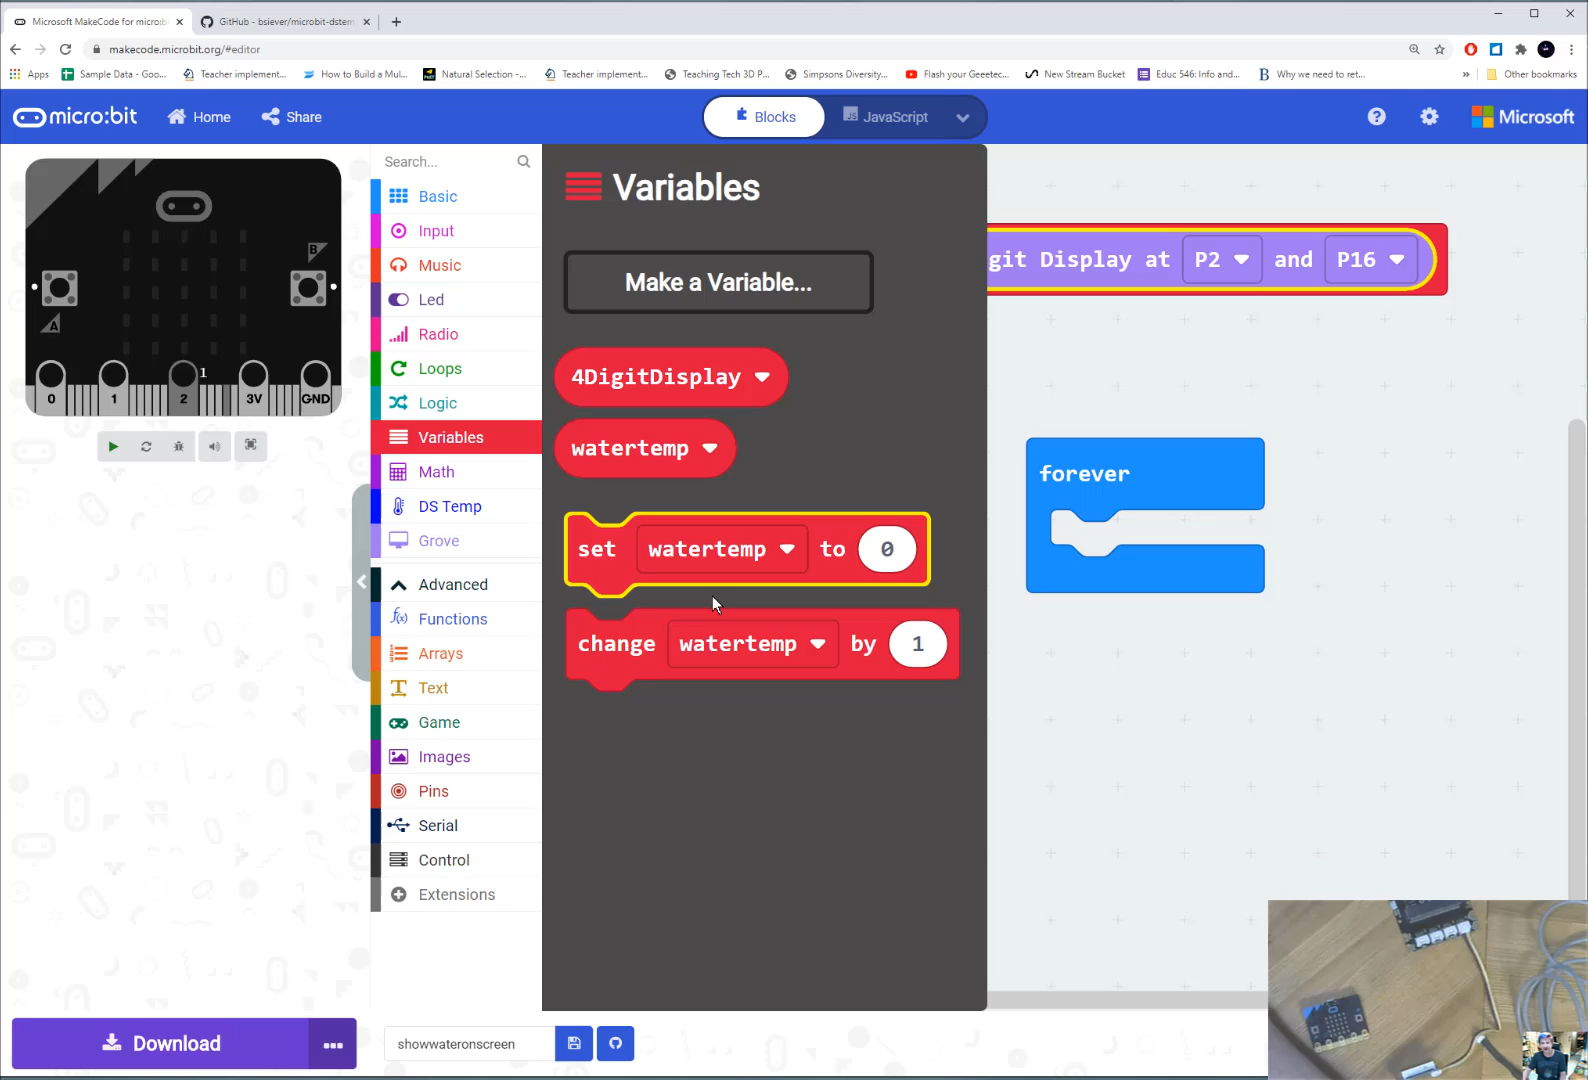 Microsoft MakeCode for micro:b
GitHub - bsiever/microbit-dstem
makecode.microbit.org/#editor
Apps
Sample Data - Goo...
Teacher implement...
How to Build a Mul...
Natural Selection -...
Teacher implement...
Teaching Tech 3D P...
Simpsons Diversity...
Flash your Geeetec...
New Stream Bucket
Educ 546: Info and...
Why we need to ret...
»
Other bookmarks
micro:bit
Home
Share
Blocks
JavaScript
Microsoft
Search...
Basic
Input
Music
Led
Radio
Loops
Logic
Variables
Math
DS Temp
Grove
Advanced
Functions
Arrays
Text
Game
Images
Pins
Serial
Control
Extensions
A
B
1
0
1
2
3V
GND
Variables
Make a Variable...
4DigitDisplay
watertemp
set watertemp to 0
change watertemp by 1
git Display at P2 and P16
forever
Download
showwateronscreen